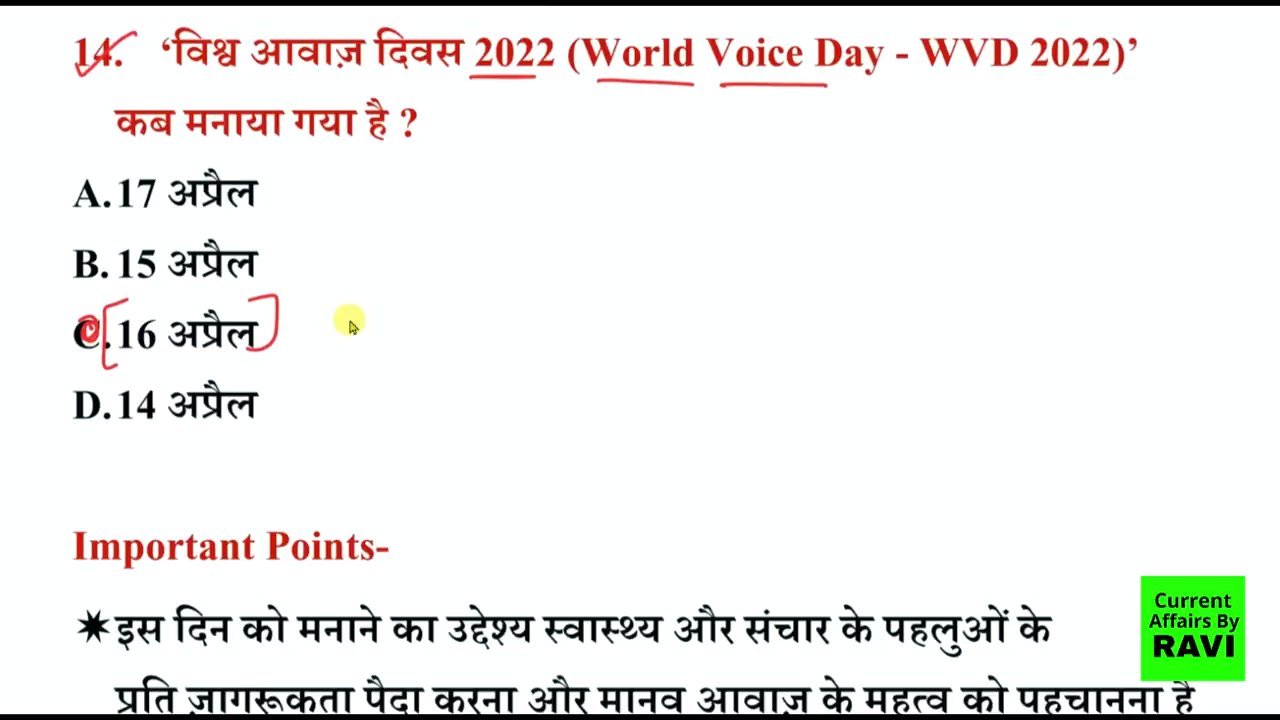 14. ‘विश्व आवाज़ दिवस 2022 (World Voice Day - WVD 2022)’
कब मनाया गया है ?
A. 17 अप्रैल
B. 15 अप्रैल
C. 16 अप्रैल
D. 14 अप्रैल
Important Points-
✷ इस दिन को मनाने का उद्देश्य स्वास्थ्य और संचार के पहलुओं के
प्रति जागरूकता पैदा करना और मानव आवाज़ के महत्व को पहचानना है
Current
Affairs By
RAVI